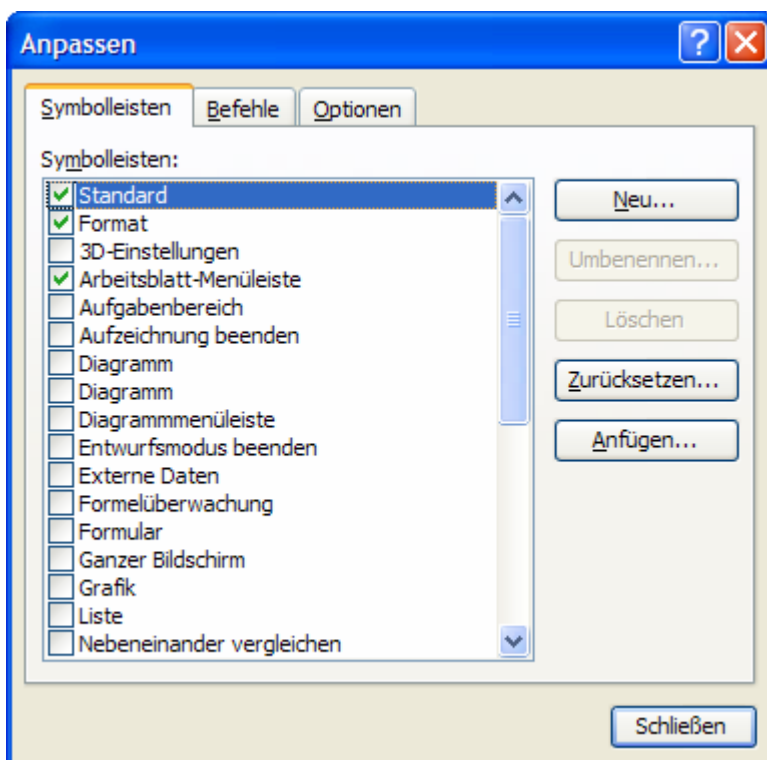 Anpassen
Symbolleisten Befehle Optionen
Symbolleisten:
Standard
Format
3D-Einstellungen
Arbeitsblatt-Menüleiste
Aufgabenbereich
Aufzeichnung beenden
Diagramm
Diagramm
Diagrammmenüleiste
Entwurfsmodus beenden
Externe Daten
Formelüberwachung
Formular
Ganzer Bildschirm
Grafik
Liste
Nebeneinander vergleichen
Neu...
Umbenennen...
Löschen
Zurücksetzen...
Anfügen...
Schließen